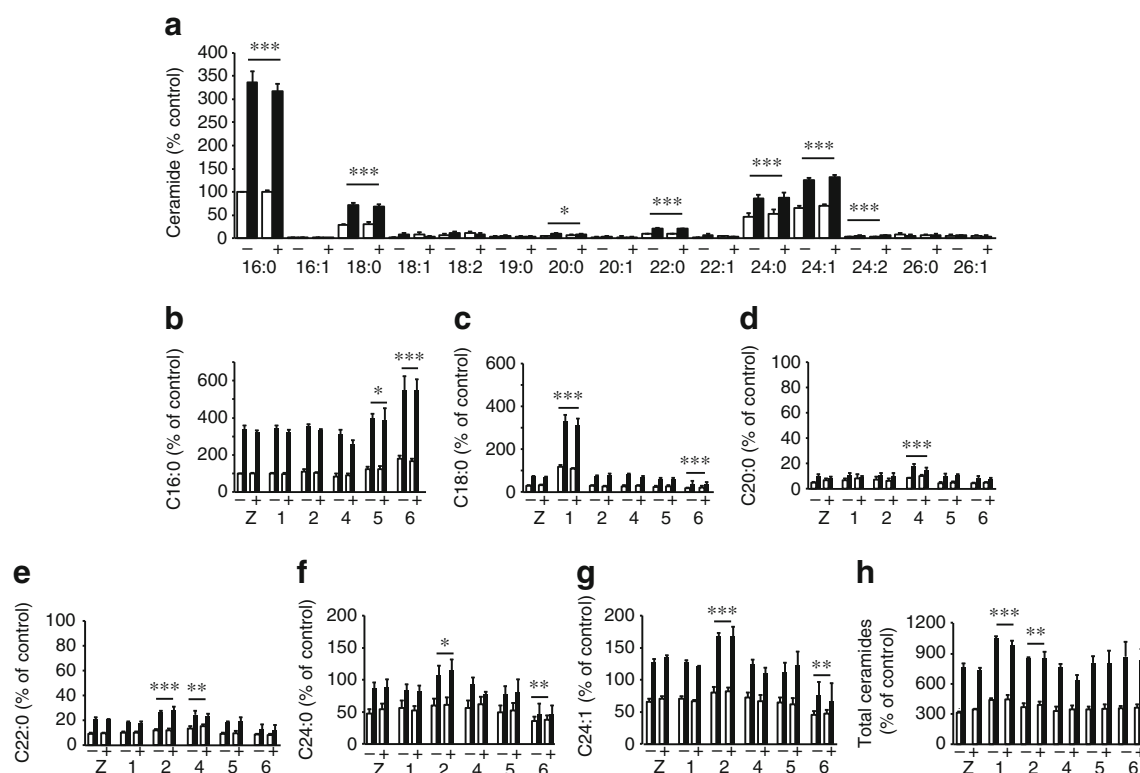 a
Ceramide (% control)
400
350
300
250
200
150
100
50
0
*** *** * *** *** *** ***
− + − + − + − + − + − + − + − + − + − + − + − + − + − + − +
16:0 16:1 18:0 18:1 18:2 19:0 20:0 20:1 22:0 22:1 24:0 24:1 24:2 26:0 26:1
b
C16:0 (% of control)
600
400
200
0
* ***
− + − + − + − + − + − +
Z 1 2 4 5 6
c
C18:0 (% of control)
600
400
200
0
*** ***
− + − + − + − + − + − +
Z 1 2 4 5 6
d
C20:0 (% of control)
100
80
60
40
20
0
***
− + − + − + − + − + − +
Z 1 2 4 5 6
e
C22:0 (% of control)
100
80
60
40
20
0
*** **
− + − + − + − + − + − +
Z 1 2 4 5 6
f
C24:0 (% of control)
200
150
100
50
0
* **
− + − + − + − + − + − +
Z 1 2 4 5 6
g
C24:1 (% of control)
200
150
100
50
0
*** **
− + − + − + − + − + − +
Z 1 2 4 5 6
h
Total ceramides
(% of control)
1200
900
600
300
0
*** **
− + − + − + − + − + − +
Z 1 2 4 5 6